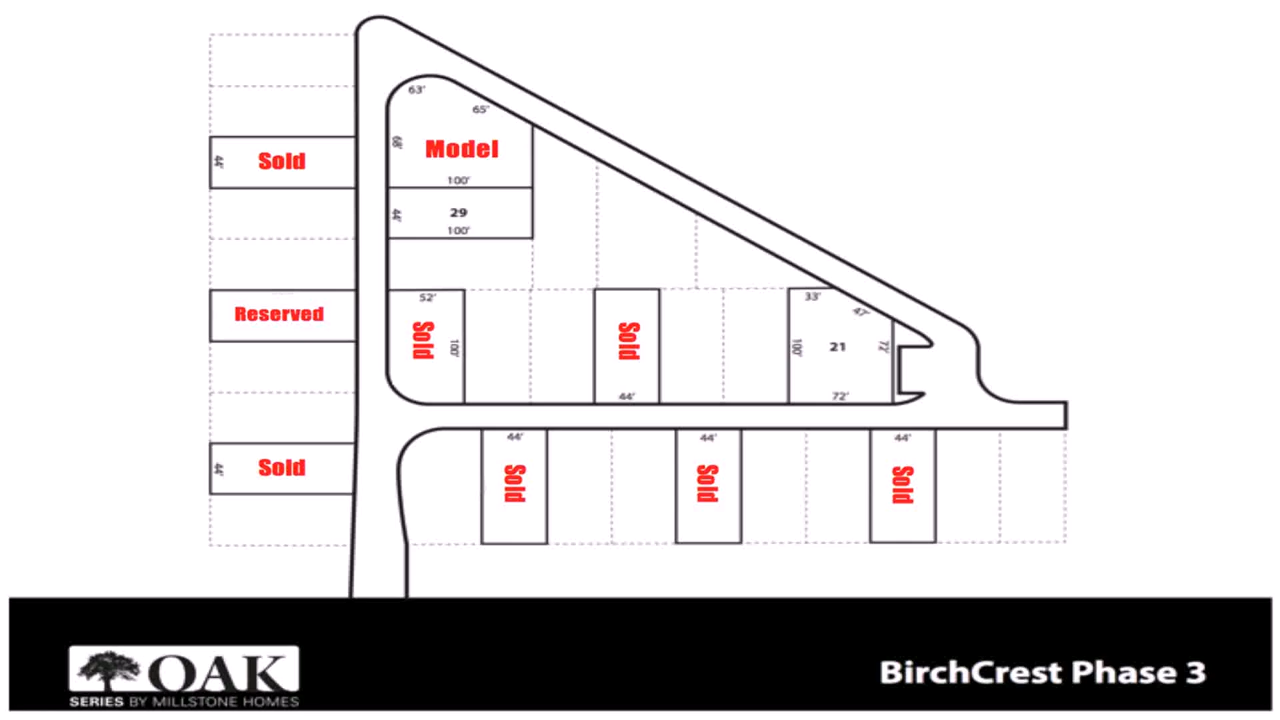 63'
65'
68'
Model
100'
44'
Sold
44'
29
100'
Reserved
52'
Sold
100'
Sold
44'
33'
47'
100'
21
72'
72'
44'
Sold
44'
Sold
44'
Sold
44'
Sold
OAK
SERIES BY MILLSTONE HOMES
BirchCrest Phase 3